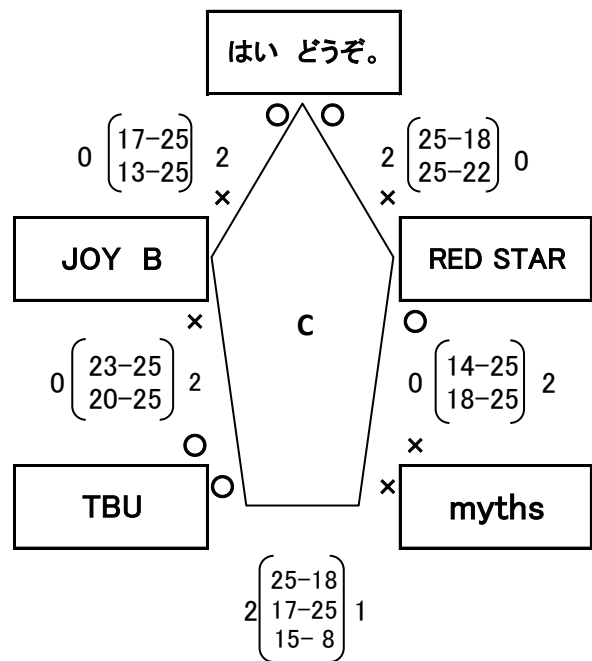 はい どうぞ。
○ ○
0 17-25 2
13-25
2 25-18 0
25-22
× ×
JOY B
RED STAR
C
× ○
0 23-25 2
20-25
0 14-25 2
18-25
○ ×
○ ×
TBU
myths
25-18
2 17-25 1
15- 8